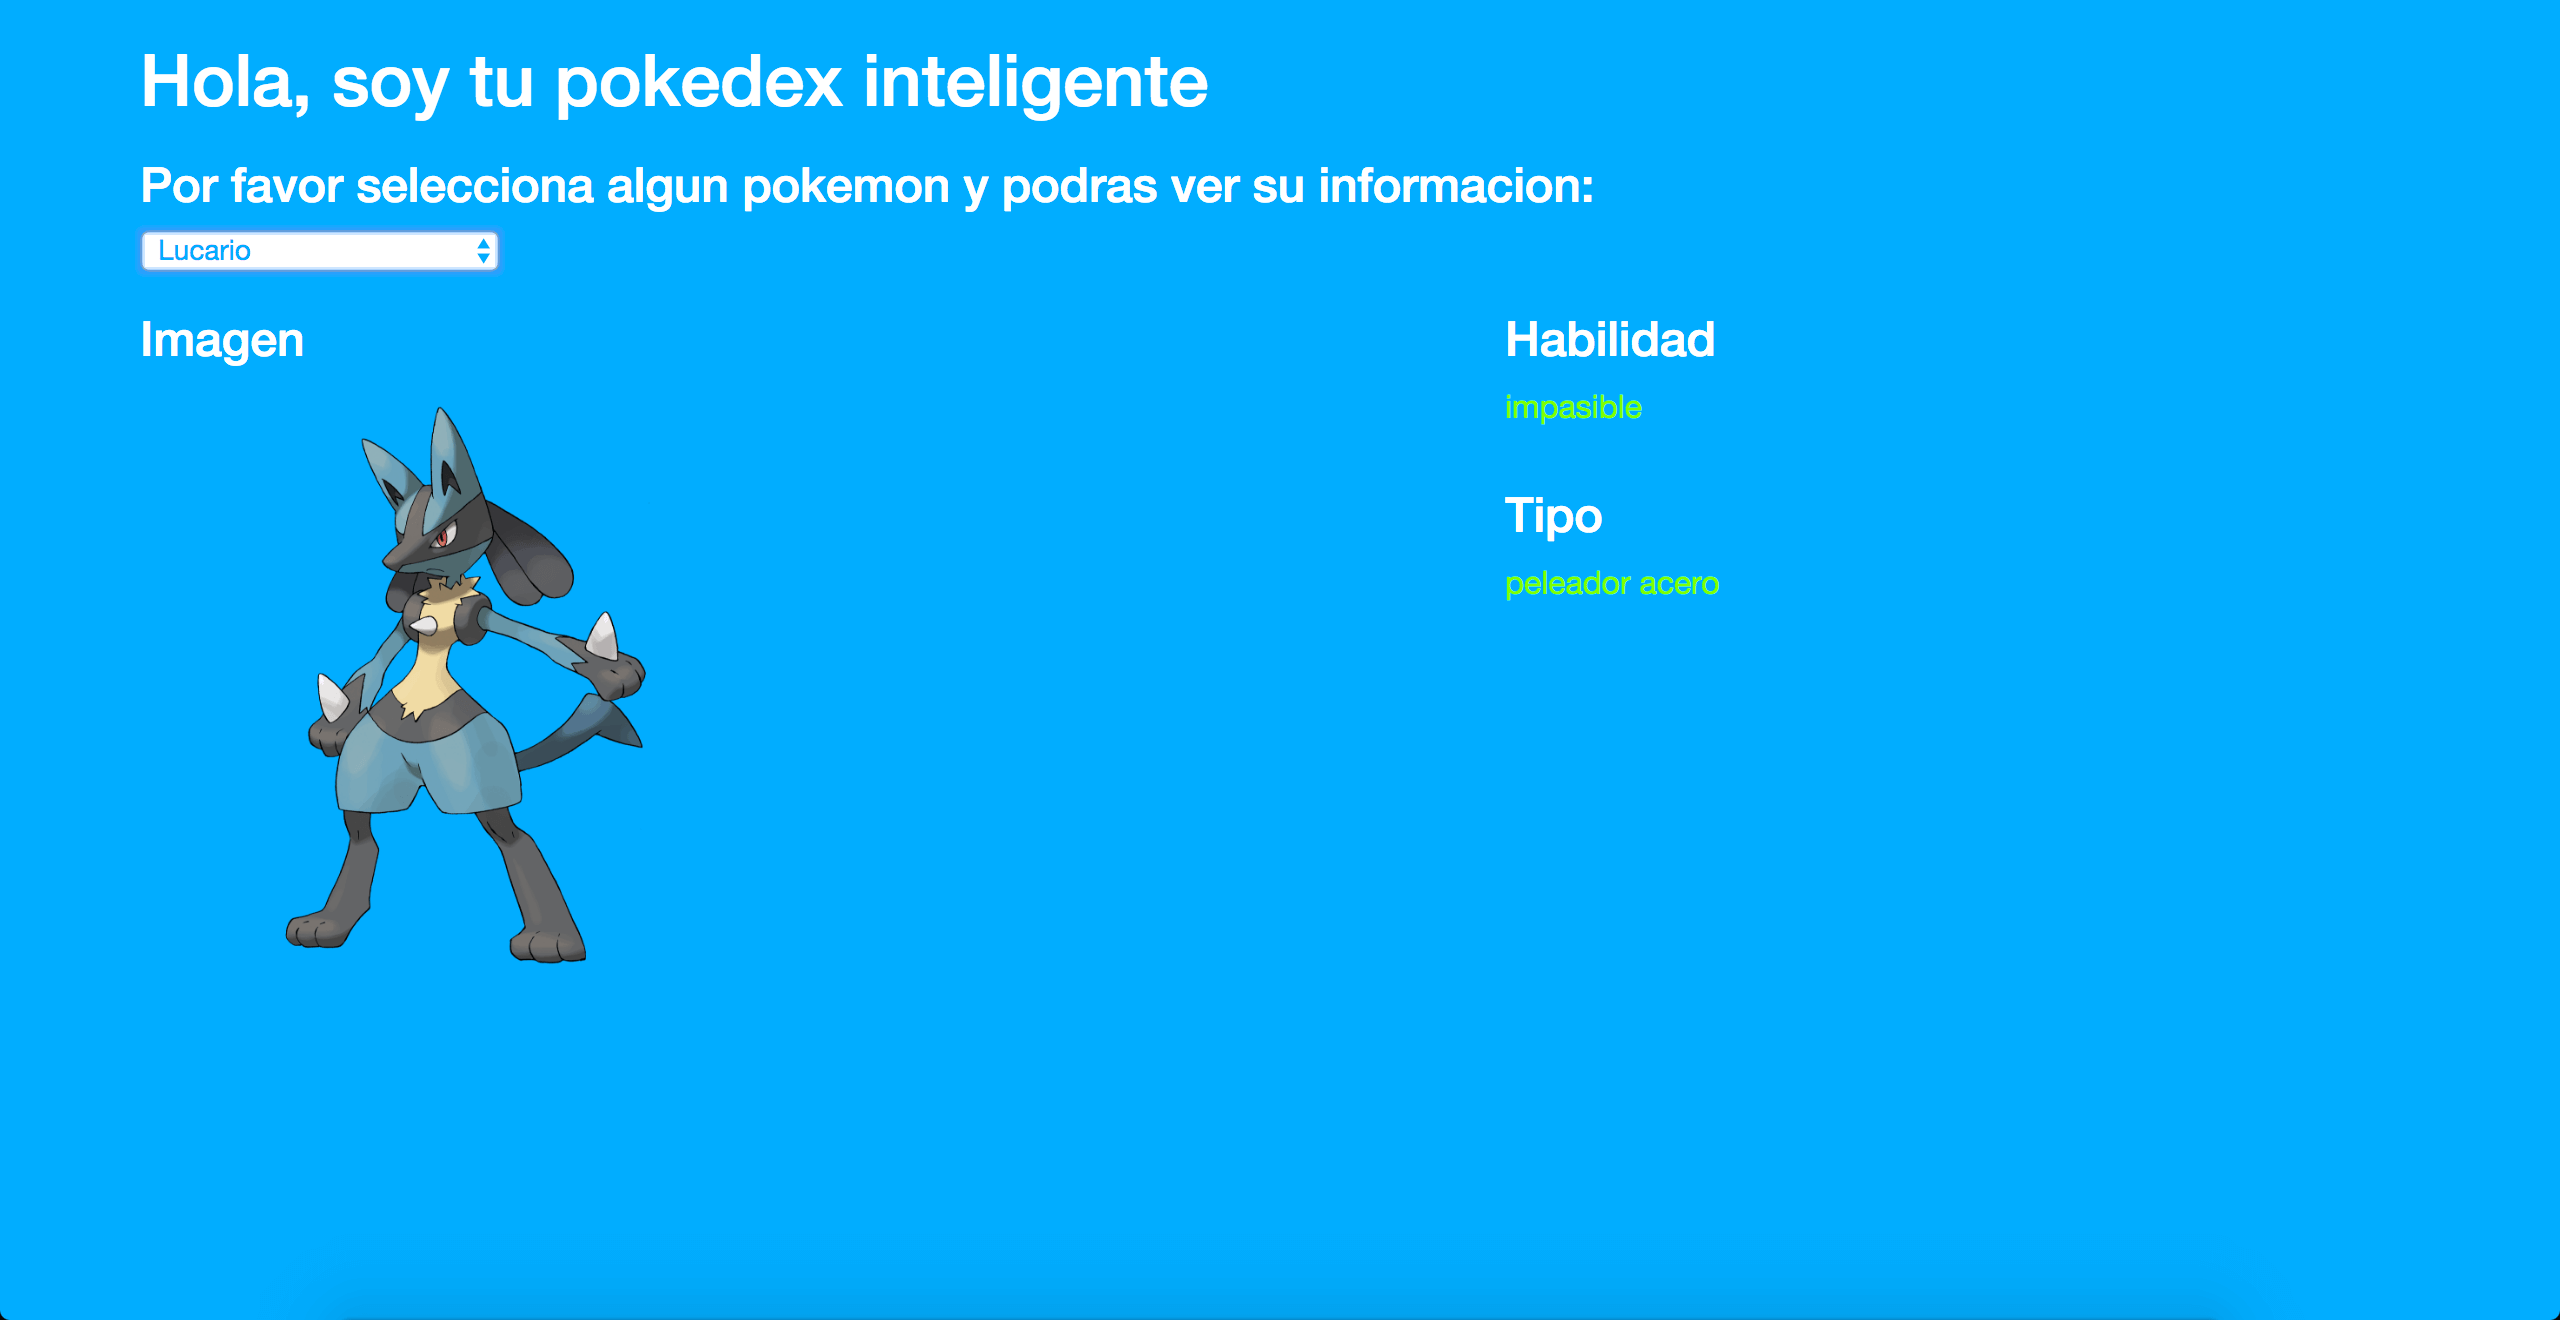 Hola, soy tu pokedex inteligente
Por favor selecciona algun pokemon y podras ver su informacion:
Lucario
Imagen
Habilidad
impasible
Tipo
peleador acero